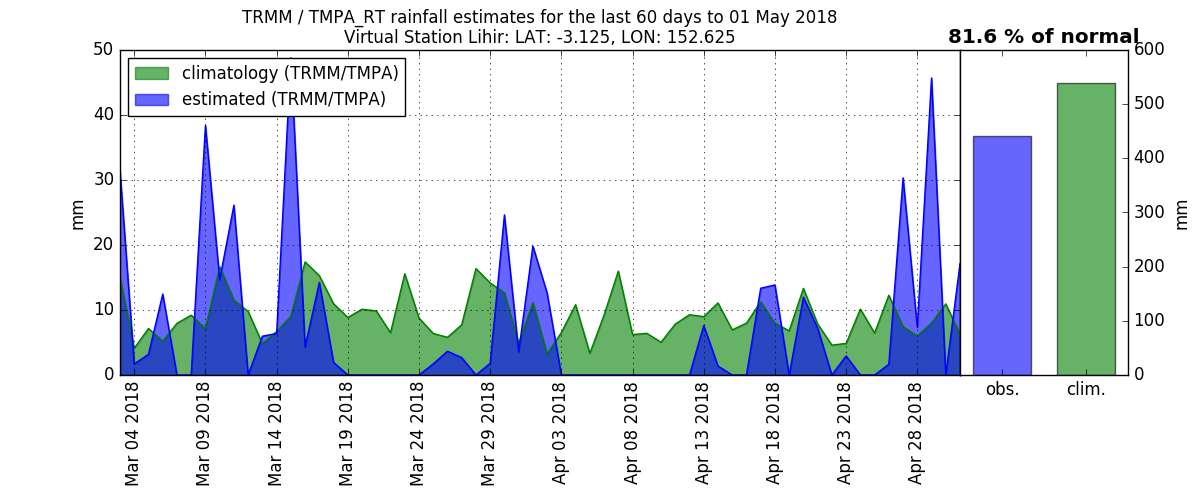 TRMM / TMPA_RT rainfall estimates for the last 60 days to 01 May 2018
Virtual Station Lihir: LAT: -3.125, LON: 152.625
81.6 % of normal
climatology (TRMM/TMPA)
estimated (TRMM/TMPA)
50
40
30
20
10
0
mm
600
500
400
300
200
100
0
mm
Mar 04 2018
Mar 09 2018
Mar 14 2018
Mar 19 2018
Mar 24 2018
Mar 29 2018
Apr 03 2018
Apr 08 2018
Apr 13 2018
Apr 18 2018
Apr 23 2018
Apr 28 2018
obs.
clim.